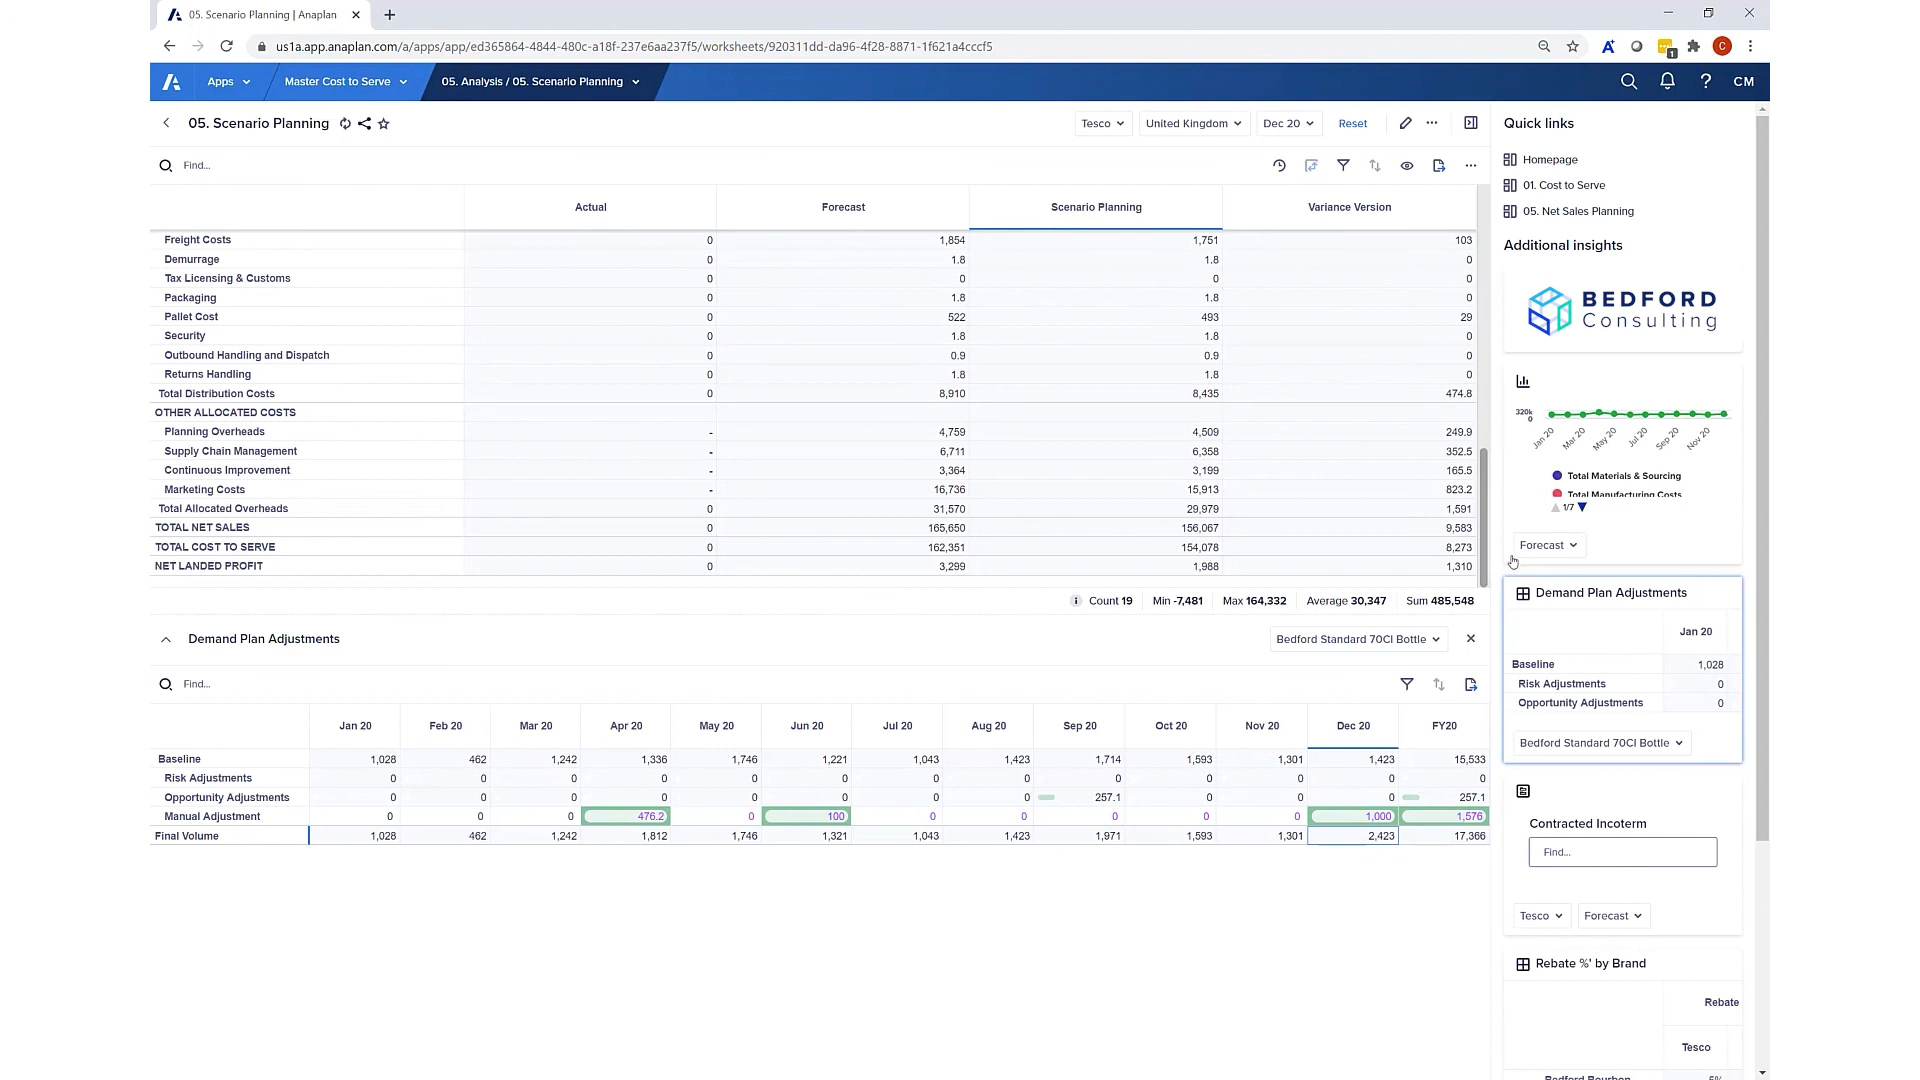 05. Scenario Planning | Anaplan
us1a.app.anaplan.com/a/apps/app/ed365864-4844-480c-a18f-237e6aa237f5/worksheets/920311dd-da96-4f28-8871-1f621a4cccf5
1
C
Apps
Master Cost to Serve
05. Analysis / 05. Scenario Planning
?
CM
05. Scenario Planning
Tesco
United Kingdom
Dec 20
Reset
Find...
Actual Forecast Scenario Planning Variance Version
Freight Costs 0 1,854 1,751 103
Demurrage 0 1.8 1.8 0
Tax Licensing & Customs 0 0 0 0
Packaging 0 1.8 1.8 0
Pallet Cost 0 522 493 29
Security 0 1.8 1.8 0
Outbound Handling and Dispatch 0 0.9 0.9 0
Returns Handling 0 1.8 1.8 0
Total Distribution Costs 0 8,910 8,435 474.8
OTHER ALLOCATED COSTS
Planning Overheads - 4,759 4,509 249.9
Supply Chain Management - 6,711 6,358 352.5
Continuous Improvement - 3,364 3,199 165.5
Marketing Costs - 16,736 15,913 823.2
Total Allocated Overheads 0 31,570 29,979 1,591
TOTAL NET SALES 0 165,650 156,067 9,583
TOTAL COST TO SERVE 0 162,351 154,078 8,273
NET LANDED PROFIT 0 3,299 1,988 1,310
Count 19 Min -7,481 Max 164,332 Average 30,347 Sum 485,548
Demand Plan Adjustments
Bedford Standard 70Cl Bottle
Find...
Jan 20 Feb 20 Mar 20 Apr 20 May 20 Jun 20 Jul 20 Aug 20 Sep 20 Oct 20 Nov 20 Dec 20 FY20
Baseline 1,028 462 1,242 1,336 1,746 1,221 1,043 1,423 1,714 1,593 1,301 1,423 15,533
Risk Adjustments 0 0 0 0 0 0 0 0 0 0 0 0 0
Opportunity Adjustments 0 0 0 0 0 0 0 0 257.1 0 0 0 257.1
Manual Adjustment 0 0 0 476.2 0 100 0 0 0 0 0 1,000 1,576
Final Volume 1,028 462 1,242 1,812 1,746 1,321 1,043 1,423 1,971 1,593 1,301 2,423 17,366
Quick links
Homepage
01. Cost to Serve
05. Net Sales Planning
Additional insights
BEDFORD
Consulting
320k
0
Jan 20 Mar 20 May 20 Jul 20 Sep 20 Nov 20
Total Materials & Sourcing
Total Manufacturing Costs
1/7
Forecast
Demand Plan Adjustments
Jan 20
Baseline 1,028
Risk Adjustments 0
Opportunity Adjustments 0
Bedford Standard 70Cl Bottle
Contracted Incoterm
Find...
Tesco
Forecast
Rebate %' by Brand
Rebate
Tesco
Bedford Bourbon 5%